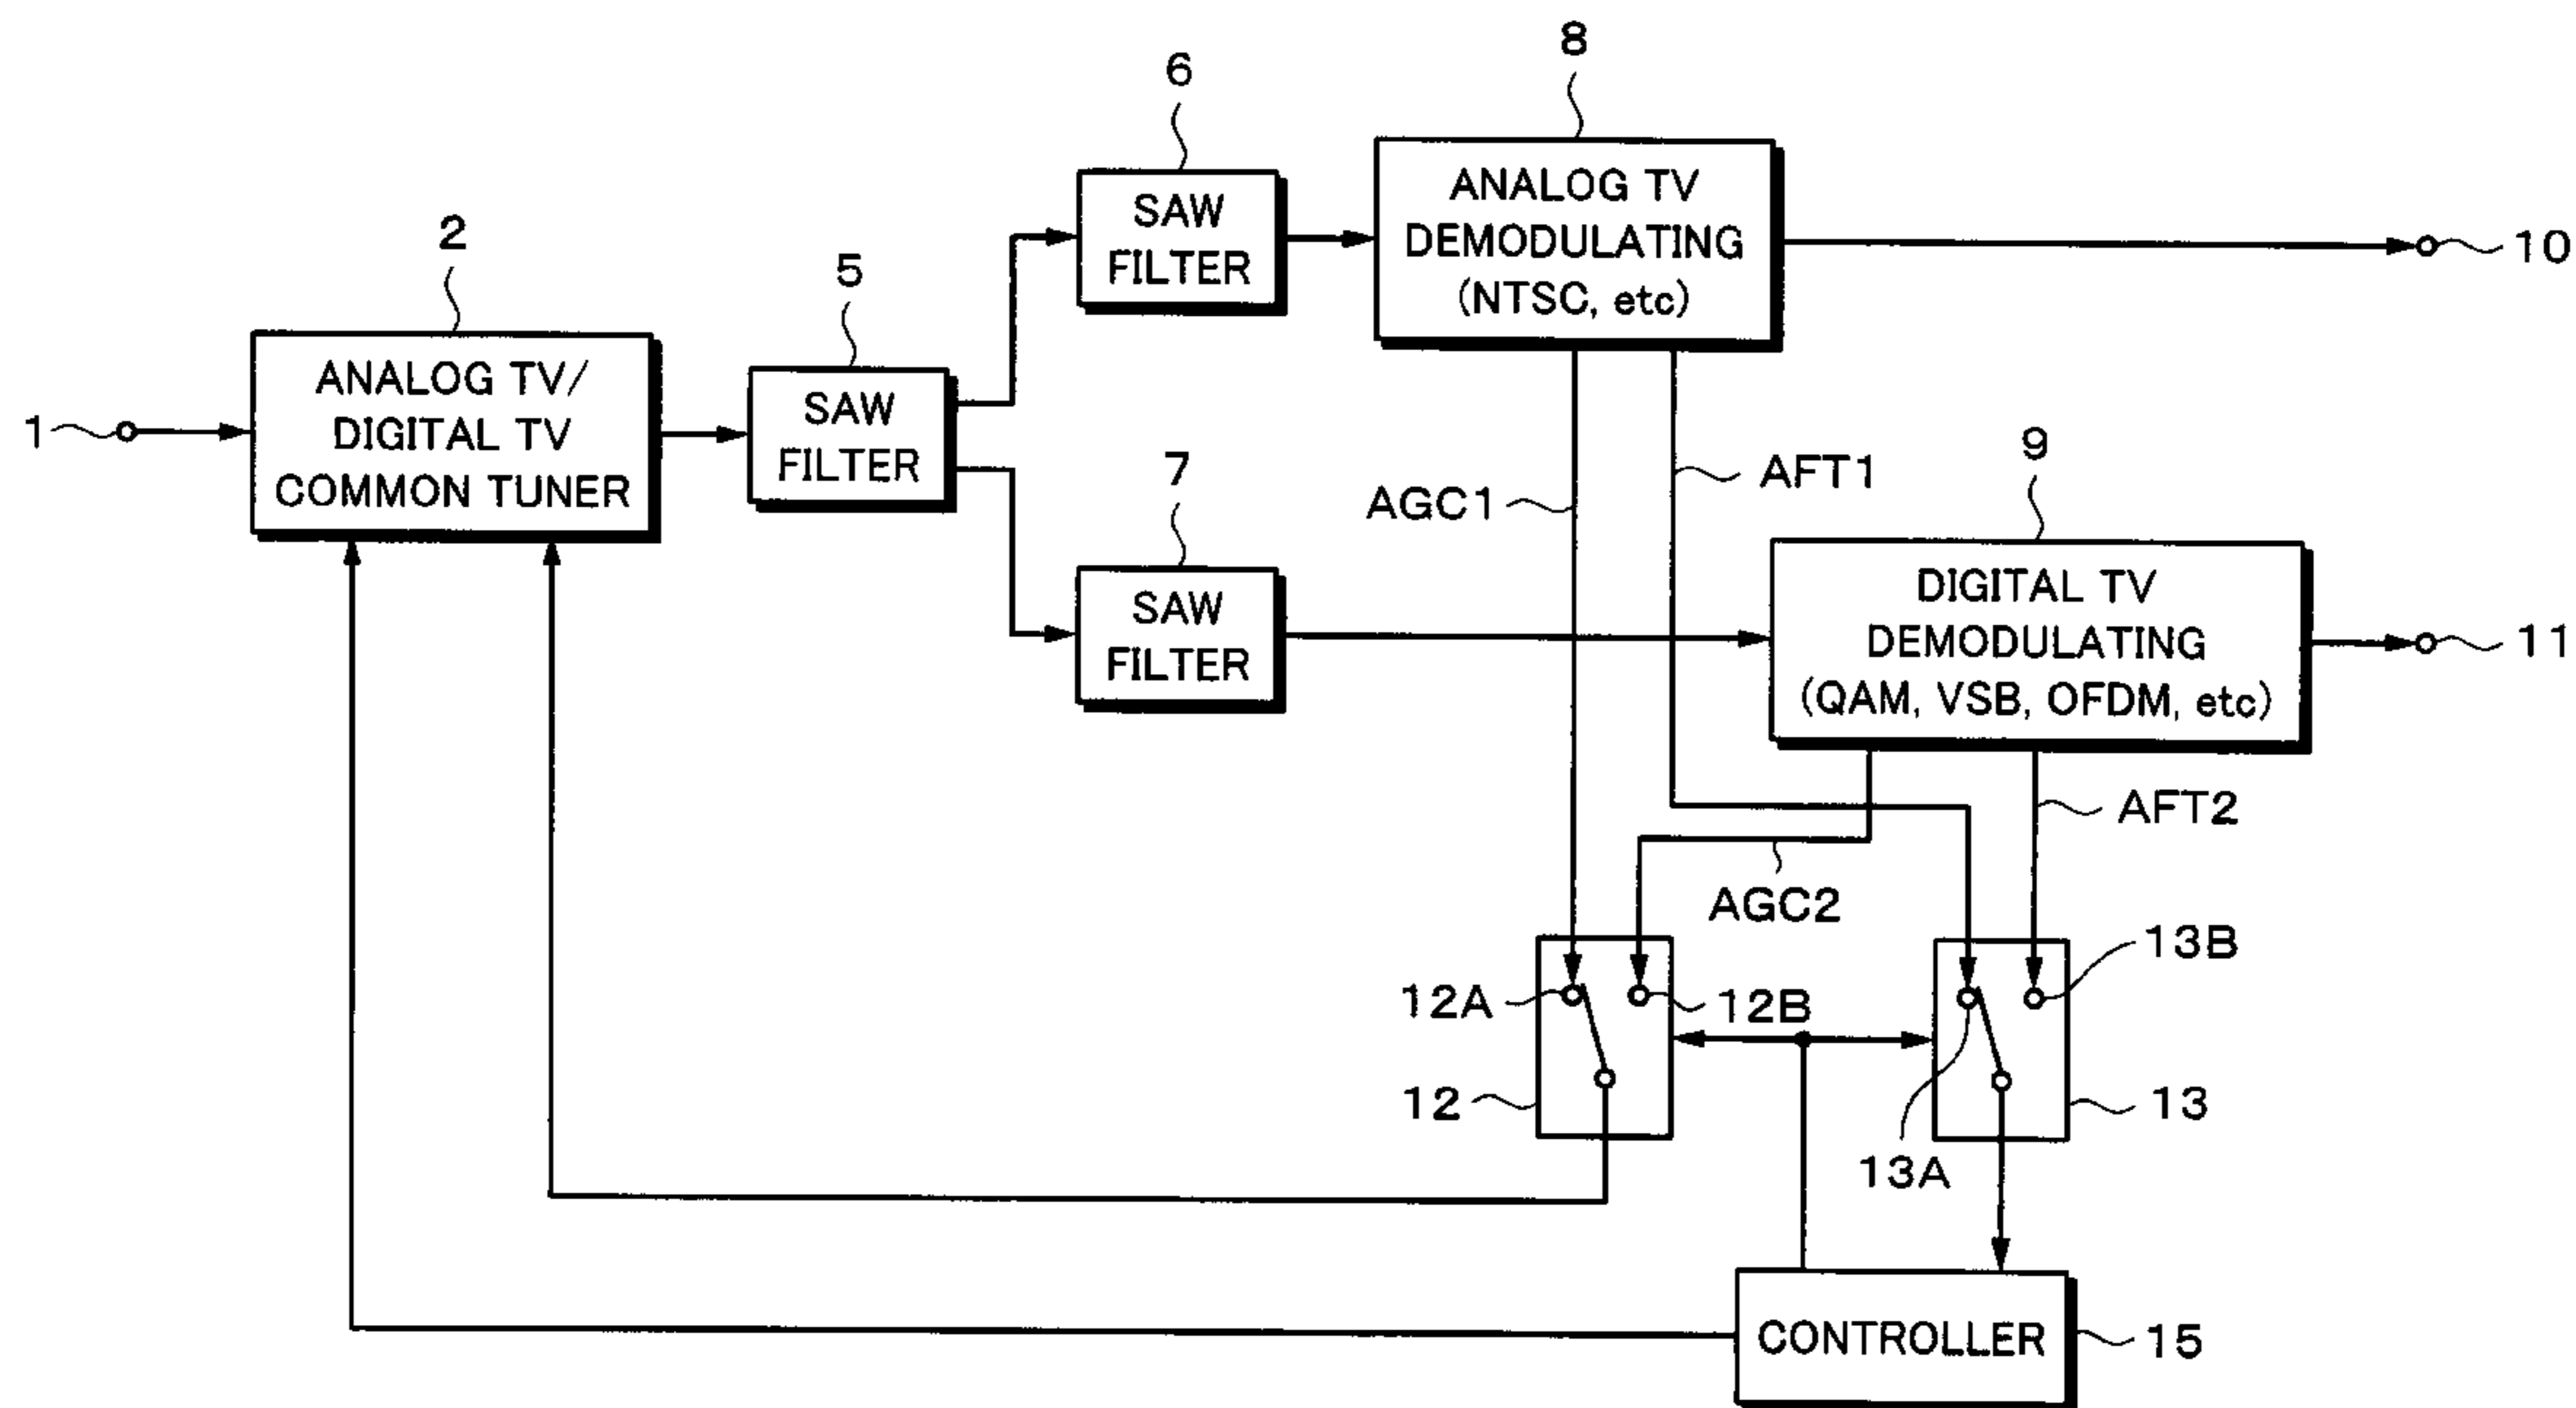 8
6
ANALOG TV
DEMODULATING
(NTSC, etc)
SAW
FILTER
10
2
5
ANALOG TV/
DIGITAL TV
COMMON TUNER
SAW
FILTER
1
7
SAW
FILTER
AGC1
AFT1
9
DIGITAL TV
DEMODULATING
(QAM, VSB, OFDM, etc)
11
AFT2
AGC2
12A
12B
13B
12
13
13A
CONTROLLER
15